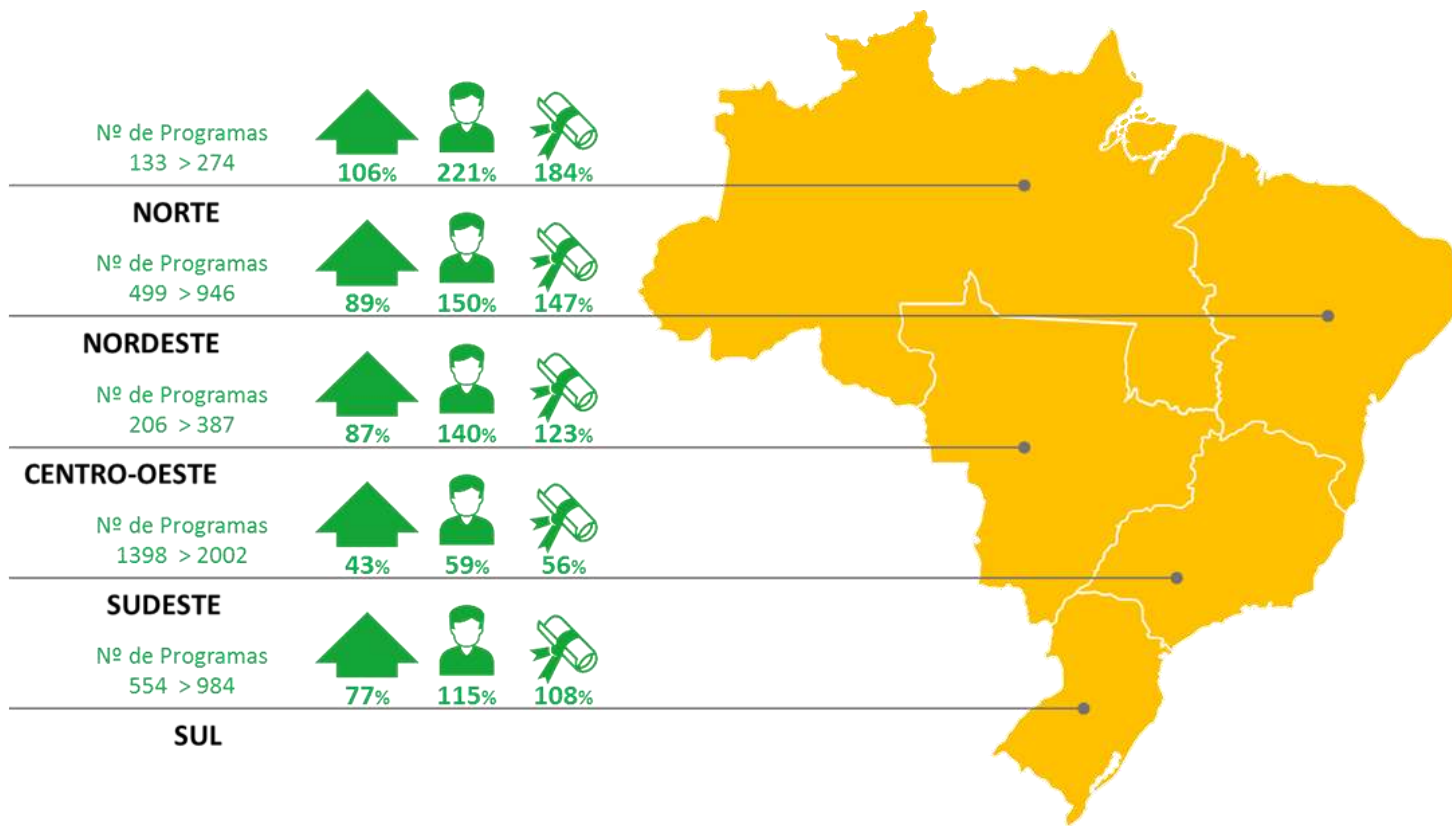 Nº de Programas
133 > 274
106% 221% 184%
NORTE
Nº de Programas
499 > 946
89% 150% 147%
NORDESTE
Nº de Programas
206 > 387
87% 140% 123%
CENTRO-OESTE
Nº de Programas
1398 > 2002
43% 59% 56%
SUDESTE
Nº de Programas
554 > 984
77% 115% 108%
SUL